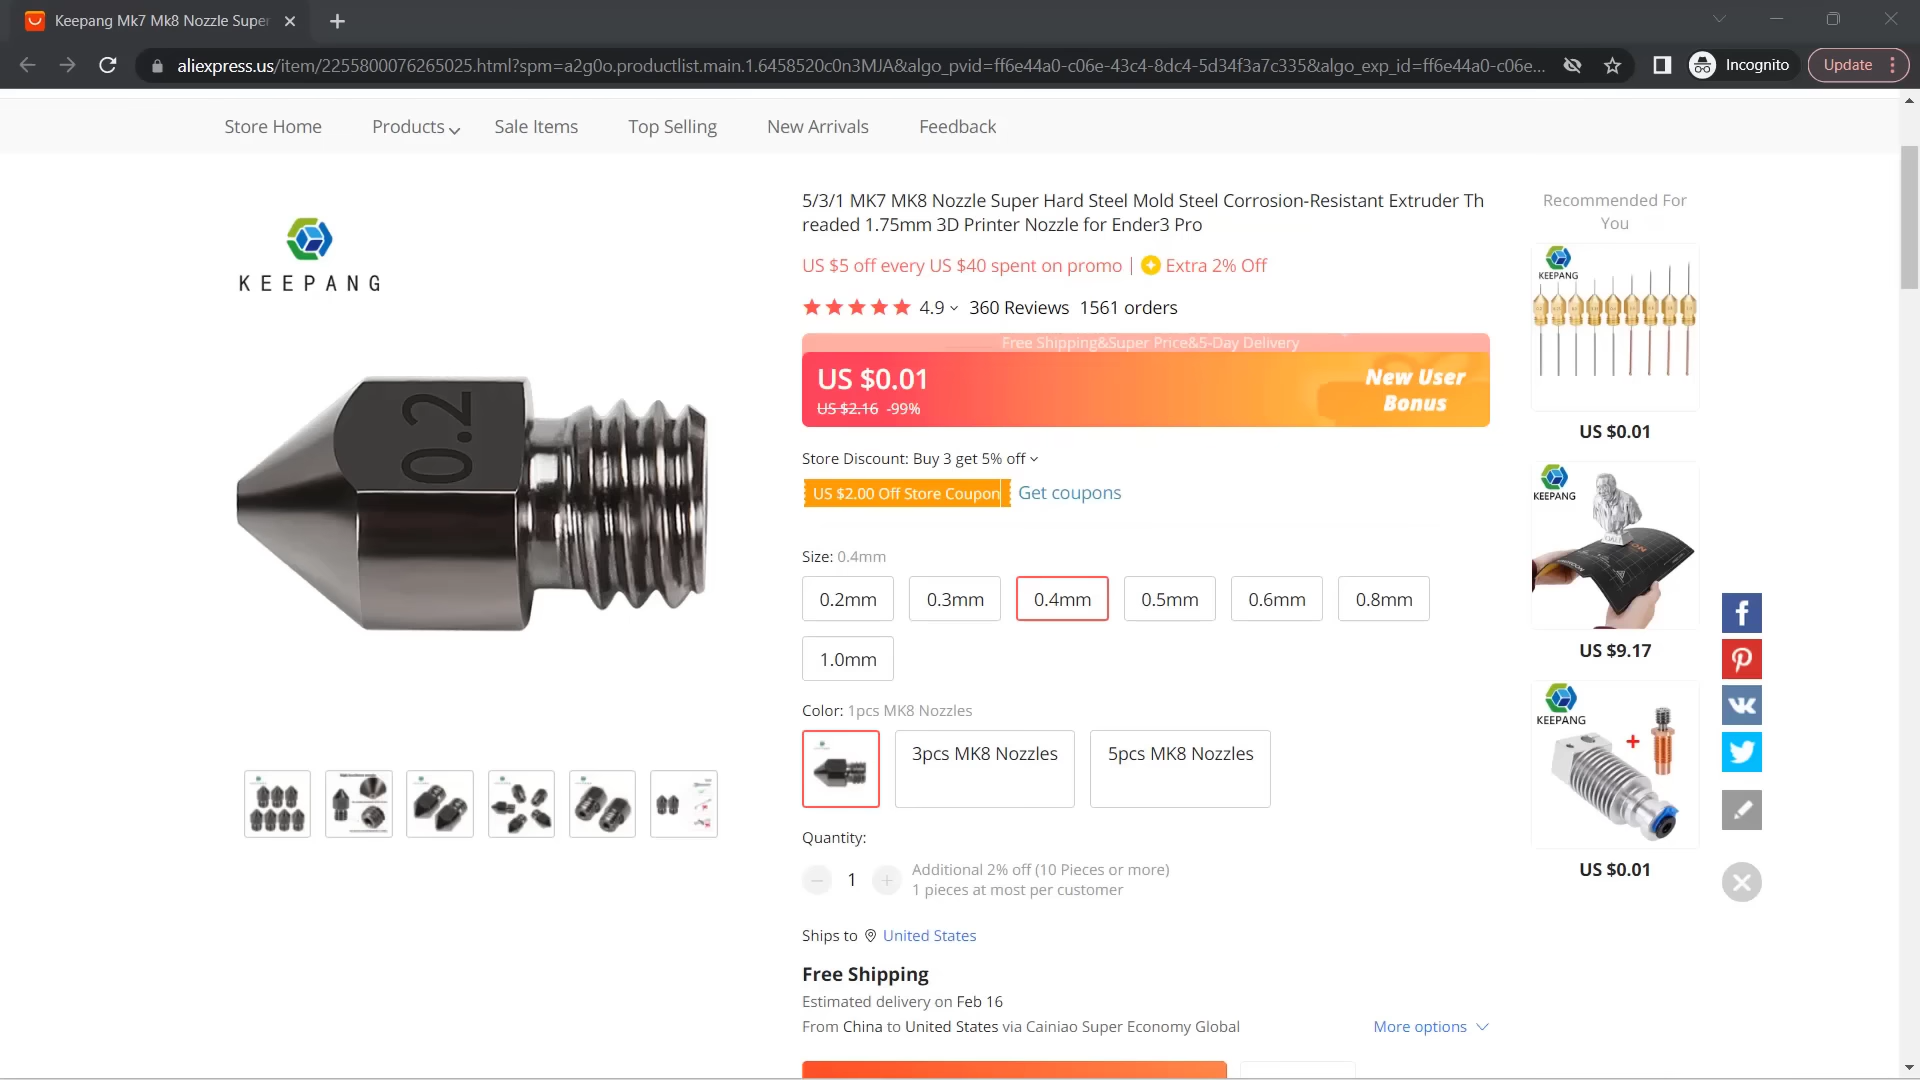 Keepang Mk7 Mk8 Nozzle Super
aliexpress.us/item/2255800076265025.html?spm=a2g0o.productlist.main.1.6458520c0n3MJA&algo_pvid=ff6e44a0-c06e-43c4-8dc4-5d34f3a7c335&algo_exp_id=ff6e44a0-c06e...
Incognito
Update
Store Home
Products
Sale Items
Top Selling
New Arrivals
Feedback
KEEPANG
0.2
5/3/1 MK7 MK8 Nozzle Super Hard Steel Mold Steel Corrosion-Resistant Extruder Th
readed 1.75mm 3D Printer Nozzle for Ender3 Pro
US $5 off every US $40 spent on promo | Extra 2% Off
4.9 360 Reviews 1561 orders
Free Shipping&Super Price&5-Day Delivery
US $0.01
US $2.16 -99%
New User
Bonus
Store Discount: Buy 3 get 5% off
US $2.00 Off Store Coupon
Get coupons
Size: 0.4mm
0.2mm
0.3mm
0.4mm
0.5mm
0.6mm
0.8mm
1.0mm
Color: 1pcs MK8 Nozzles
3pcs MK8 Nozzles
5pcs MK8 Nozzles
Quantity:
1
Additional 2% off (10 Pieces or more)
1 pieces at most per customer
Ships to United States
Free Shipping
Estimated delivery on Feb 16
From China to United States via Cainiao Super Economy Global
More options
Recommended For
You
KEEPANG
US $0.01
KEEPANG
US $9.17
KEEPANG
US $0.01